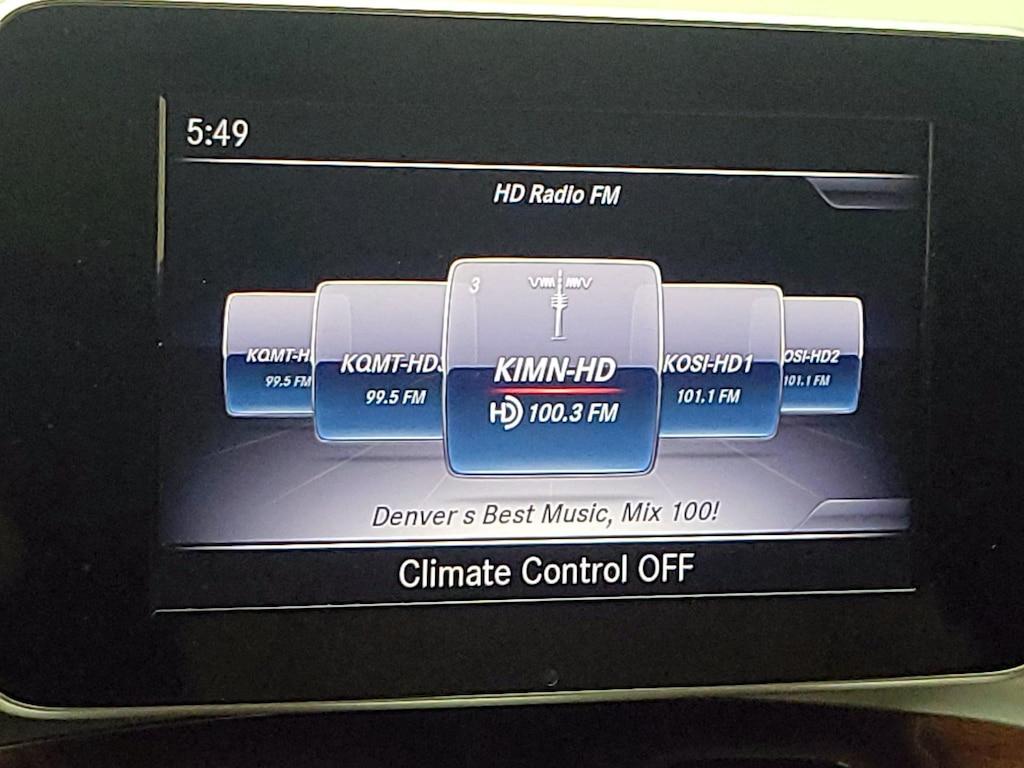 5:49
HD Radio FM
3
KQMT-H
99.5 FM
KQMT-HD3
99.5 FM
KIMN-HD
HD 100.3 FM
KOSI-HD1
101.1 FM
OSI-HD2
101.1 FM
Denver s Best Music, Mix 100!
Climate Control OFF